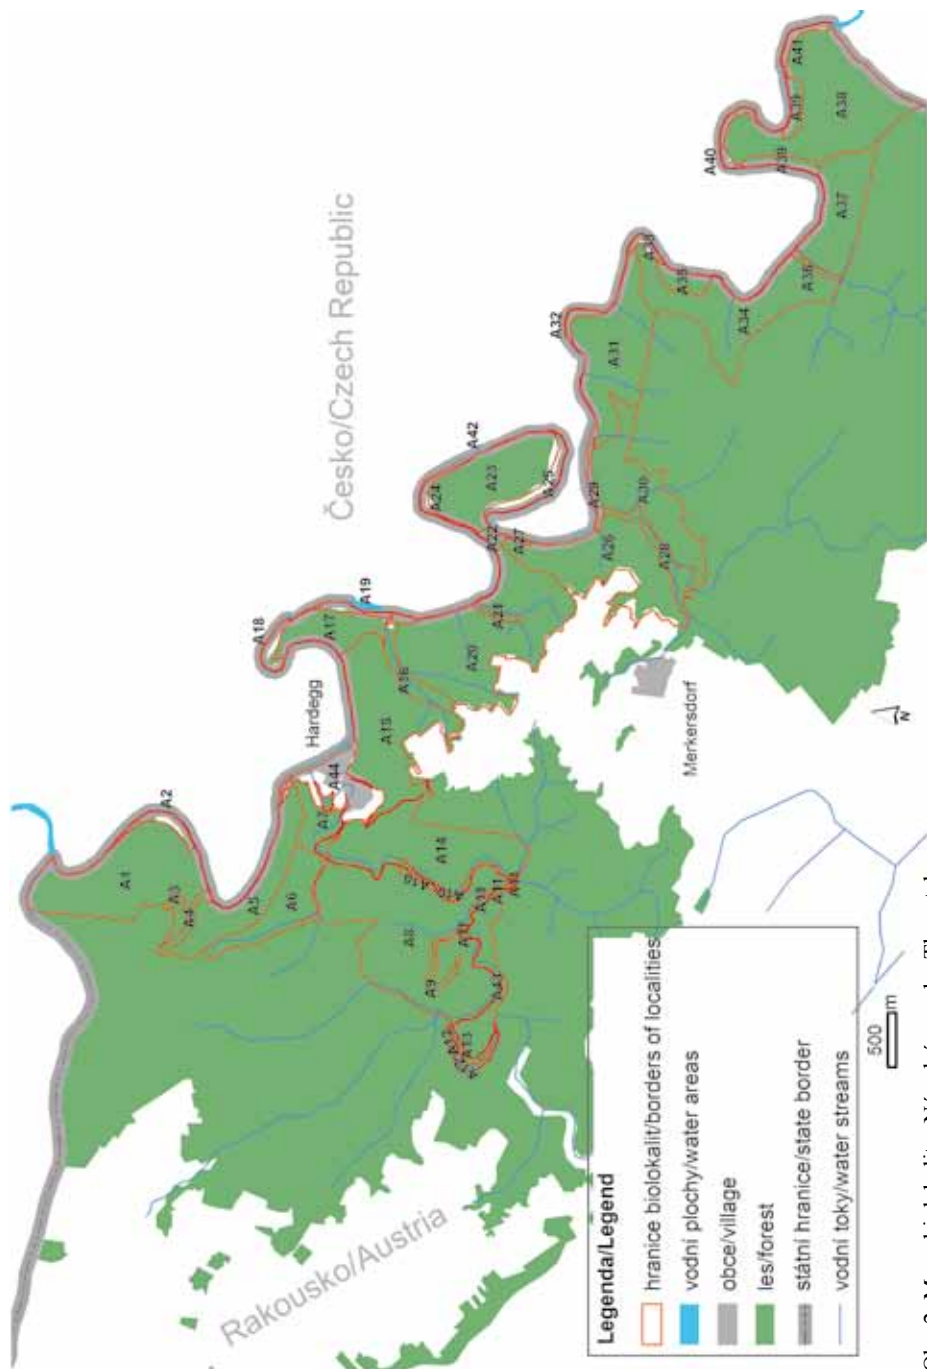 Rakousko/Austria
Česko/Czech Republic
Hardegg
Merkersdorf
A1
A2
A3
A4
A5
A6
A7
A8
A9
A44
A14
A11
A13
A15
A16
A17
A18
A19
A20
A21
A22
A23
A24
A25
A42
A26
A27
A28
A29
A30
A31
A32
A33
A34
A35
A36
A37
A38
A39
A39
A40
A41
Legenda/Legend
hranice biolokalit/borders of localities
vodní plochy/water areas
obce/village
les/forest
státní hranice/state border
vodní toky/water streams
500
m
N